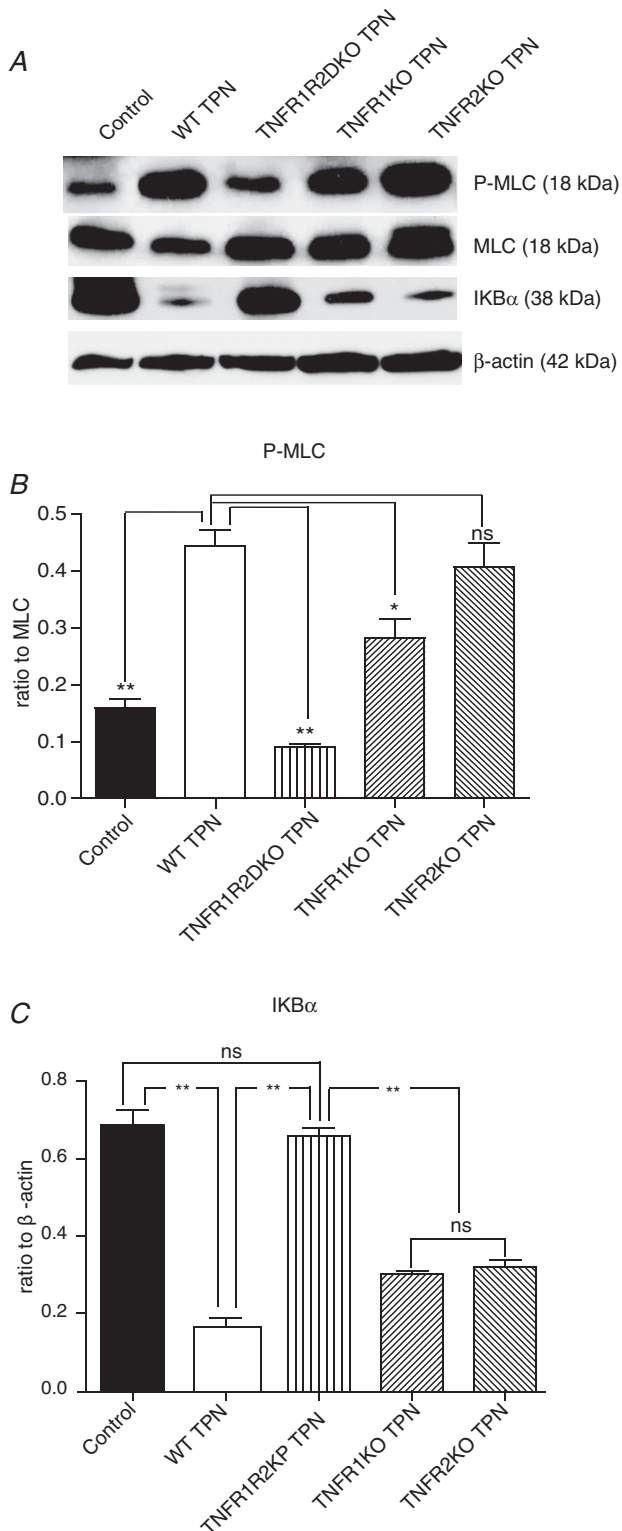 A
Control
WT TPN
TNFR1R2DKO TPN
TNFR1KO TPN
TNFR2KO TPN
P-MLC (18 kDa)
MLC (18 kDa)
IKBα (38 kDa)
β-actin (42 kDa)
P-MLC
B
0.5
0.4
0.3
0.2
0.1
0.0
ratio to MLC
**
**
*
ns
Control
WT TPN
TNFR1R2DKO TPN
TNFR1KO TPN
TNFR2KO TPN
C
IKBα
ns
0.8
0.6
0.4
0.2
0.0
ratio to β -actin
**
**
**
ns
Control
WT TPN
TNFR1R2KP TPN
TNFR1KO TPN
TNFR2KO TPN